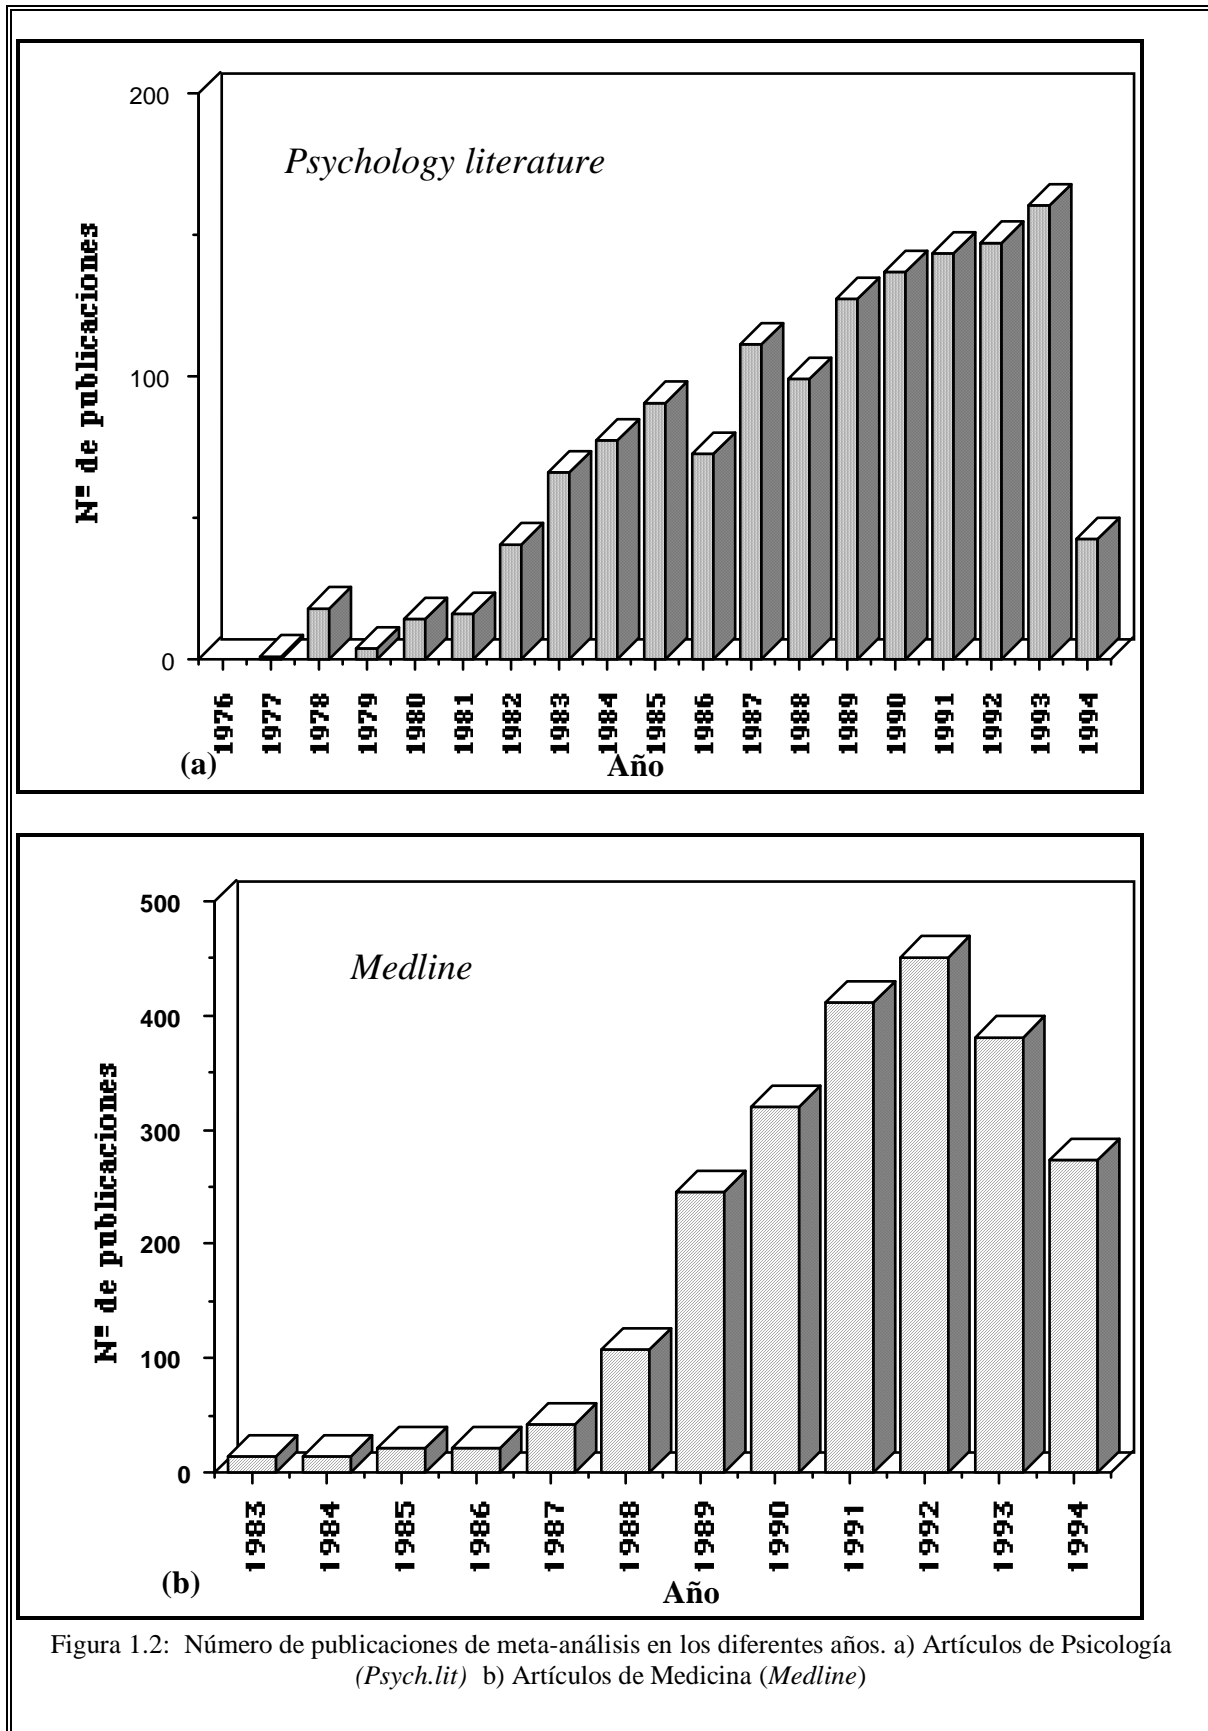 200
Psychology literature
Nº de publicaciones
100
0
1976 1977 1978 1979 1980 1981 1982 1983 1984 1985 1986 1987 1988 1989 1990 1991 1992 1993 1994
(a)
Año
500
Medline
400
Nº de publicaciones
300
200
100
0
1983 1984 1985 1986 1987 1988 1989 1990 1991 1992 1993 1994
(b)
Año
Figura 1.2: Número de publicaciones de meta-análisis en los diferentes años. a) Artículos de Psicología
(Psych.lit) b) Artículos de Medicina (Medline)